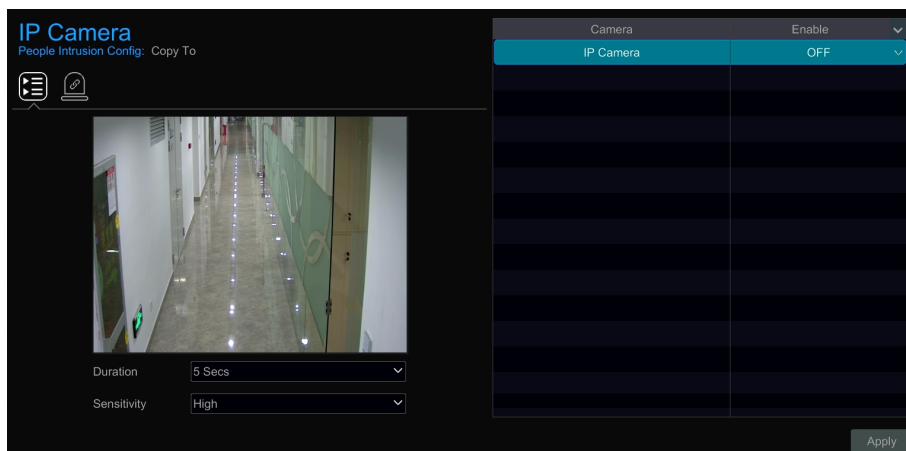 IP Camera
People Intrusion Config: Copy To
Duration 5 Secs
Sensitivity High
Camera Enable
IP Camera OFF
Apply